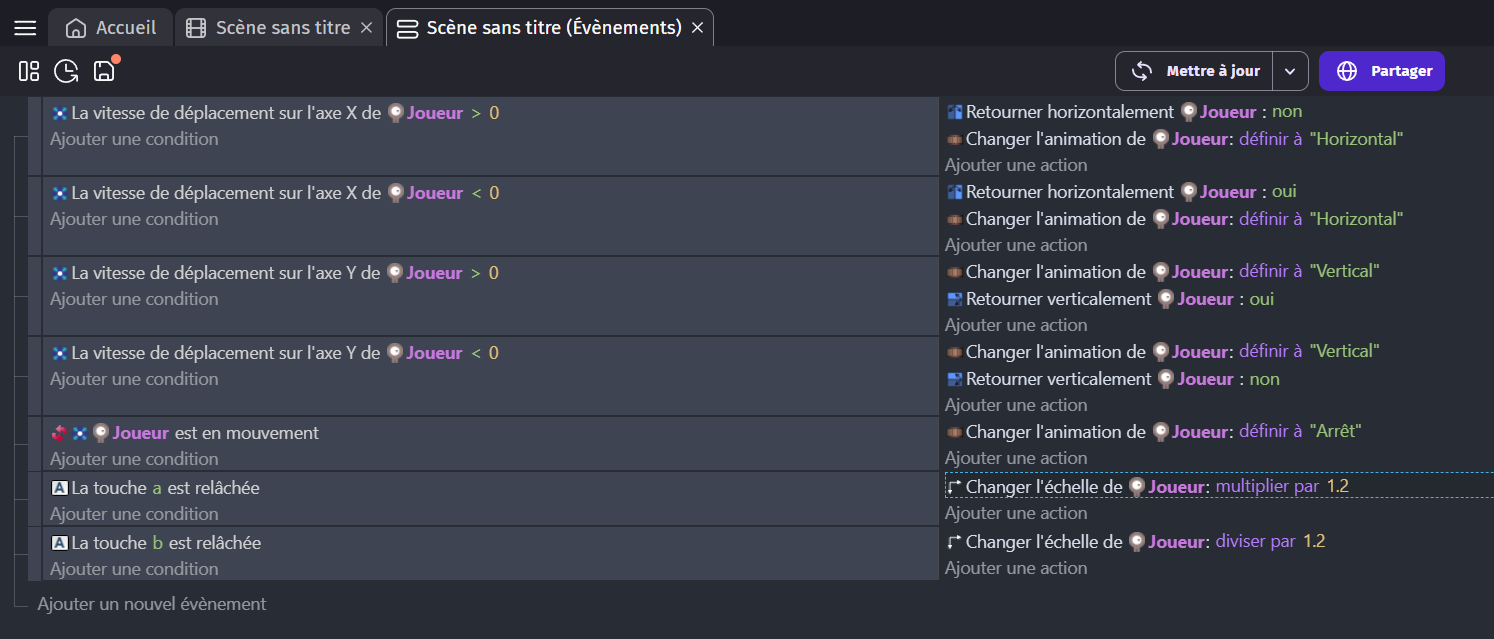 Accueil
Scène sans titre
Scène sans titre (Évènements)
Mettre à jour
Partager
La vitesse de déplacement sur l'axe X de Joueur > 0
Ajouter une condition
Retourner horizontalement Joueur : non
Changer l'animation de Joueur: définir à "Horizontal"
Ajouter une action
La vitesse de déplacement sur l'axe X de Joueur < 0
Ajouter une condition
Retourner horizontalement Joueur : oui
Changer l'animation de Joueur: définir à "Horizontal"
Ajouter une action
La vitesse de déplacement sur l'axe Y de Joueur > 0
Ajouter une condition
Changer l'animation de Joueur: définir à "Vertical"
Retourner verticalement Joueur : oui
Ajouter une action
La vitesse de déplacement sur l'axe Y de Joueur < 0
Ajouter une condition
Changer l'animation de Joueur: définir à "Vertical"
Retourner verticalement Joueur : non
Ajouter une action
Joueur est en mouvement
Ajouter une condition
Changer l'animation de Joueur: définir à "Arrêt"
Ajouter une action
A La touche a est relâchée
Ajouter une condition
Changer l'échelle de Joueur: multiplier par 1.2
Ajouter une action
A La touche b est relâchée
Ajouter une condition
Changer l'échelle de Joueur: diviser par 1.2
Ajouter une action
Ajouter un nouvel évènement